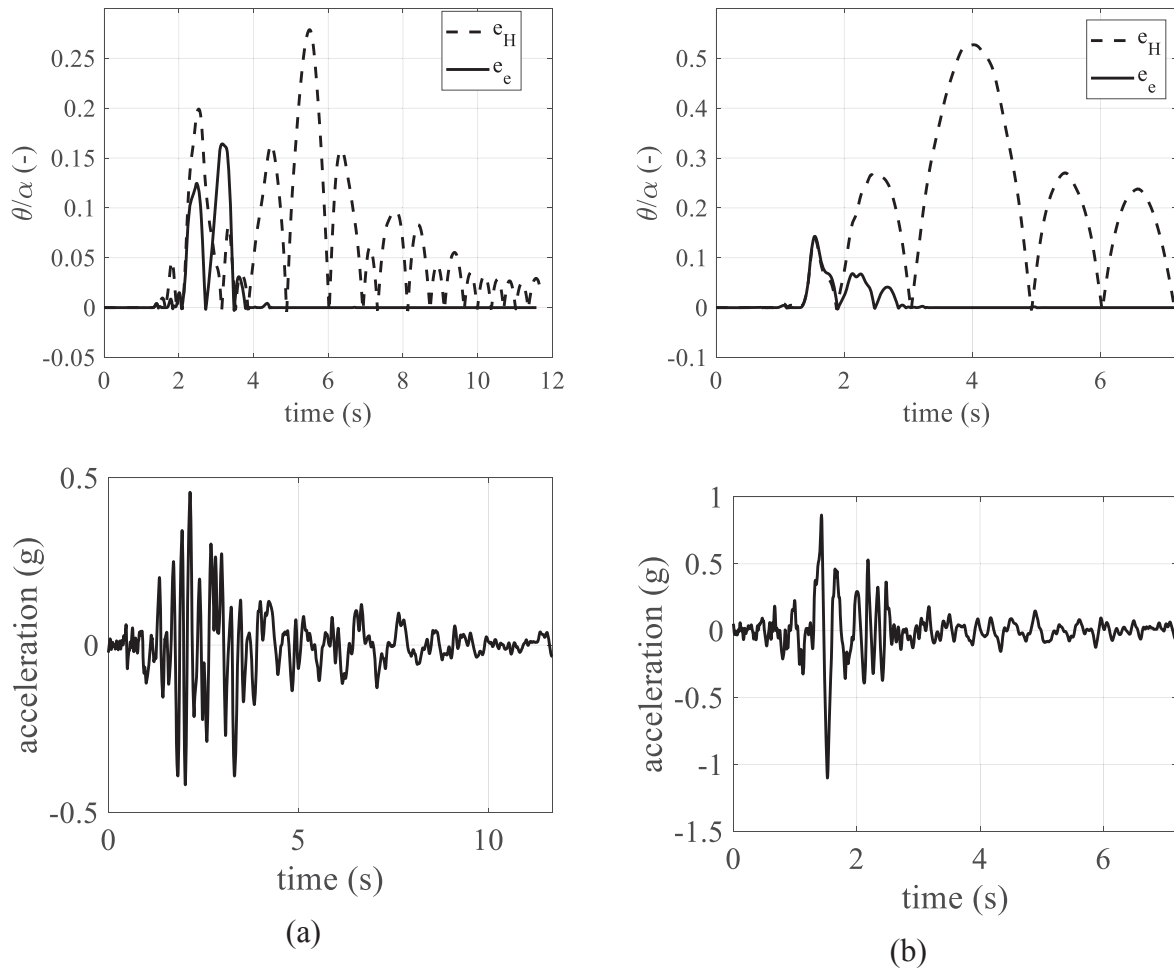 e_H
e_e
0.25
0.2
0.15
0.1
0.05
0
-0.05
θ/α (-)
0 2 4 6 8 10 12
time (s)
e_H
e_e
0.5
0.4
0.3
0.2
0.1
0
-0.1
θ/α (-)
0 2 4 6
time (s)
0.5
0
-0.5
acceleration (g)
0 5 10
time (s)
(a)
1
0.5
0
-0.5
-1
-1.5
acceleration (g)
0 2 4 6
time (s)
(b)